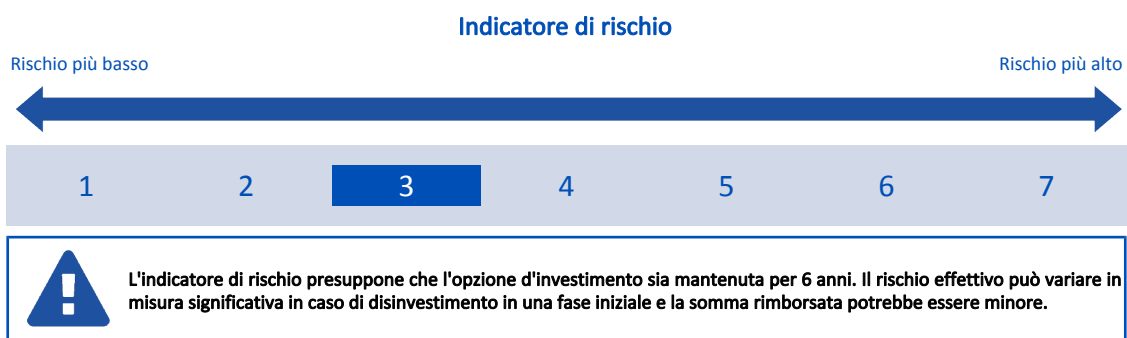 Indicatore di rischio
Rischio più basso
Rischio più alto
1 2 3 4 5 6 7
L'indicatore di rischio presuppone che l'opzione d'investimento sia mantenuta per 6 anni. Il rischio effettivo può variare in
misura significativa in caso di disinvestimento in una fase iniziale e la somma rimborsata potrebbe essere minore.